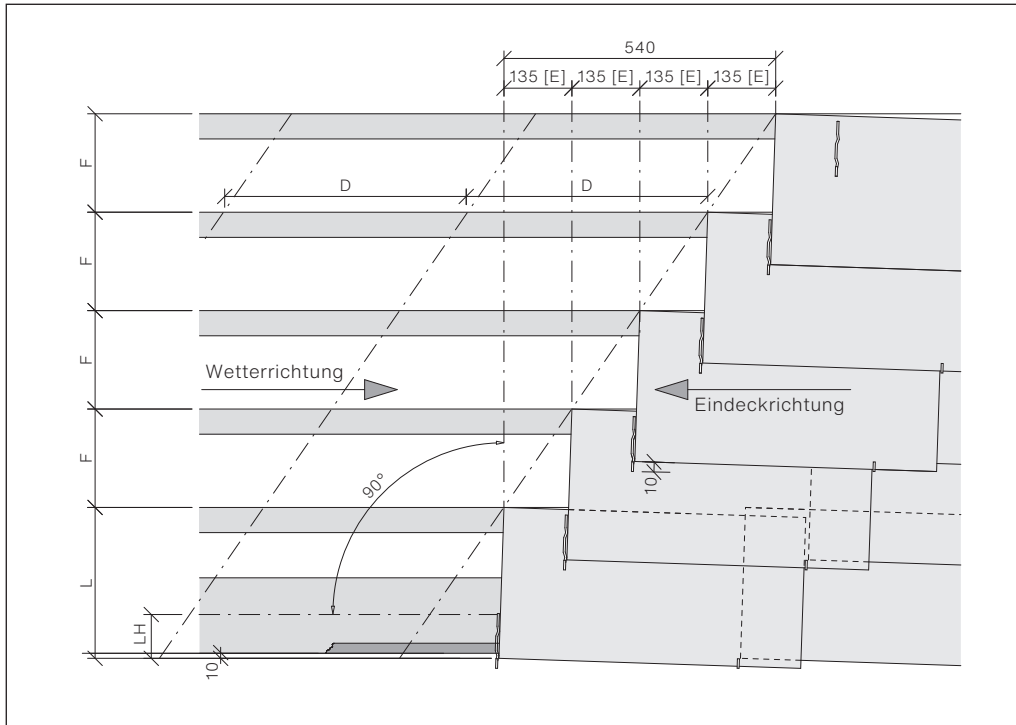 540
135 [E] 135 [E] 135 [E] 135 [E]
F
D D
F
F
Wetterrichtung
Eindeckrichtung
F
90°
10
L
LH
10